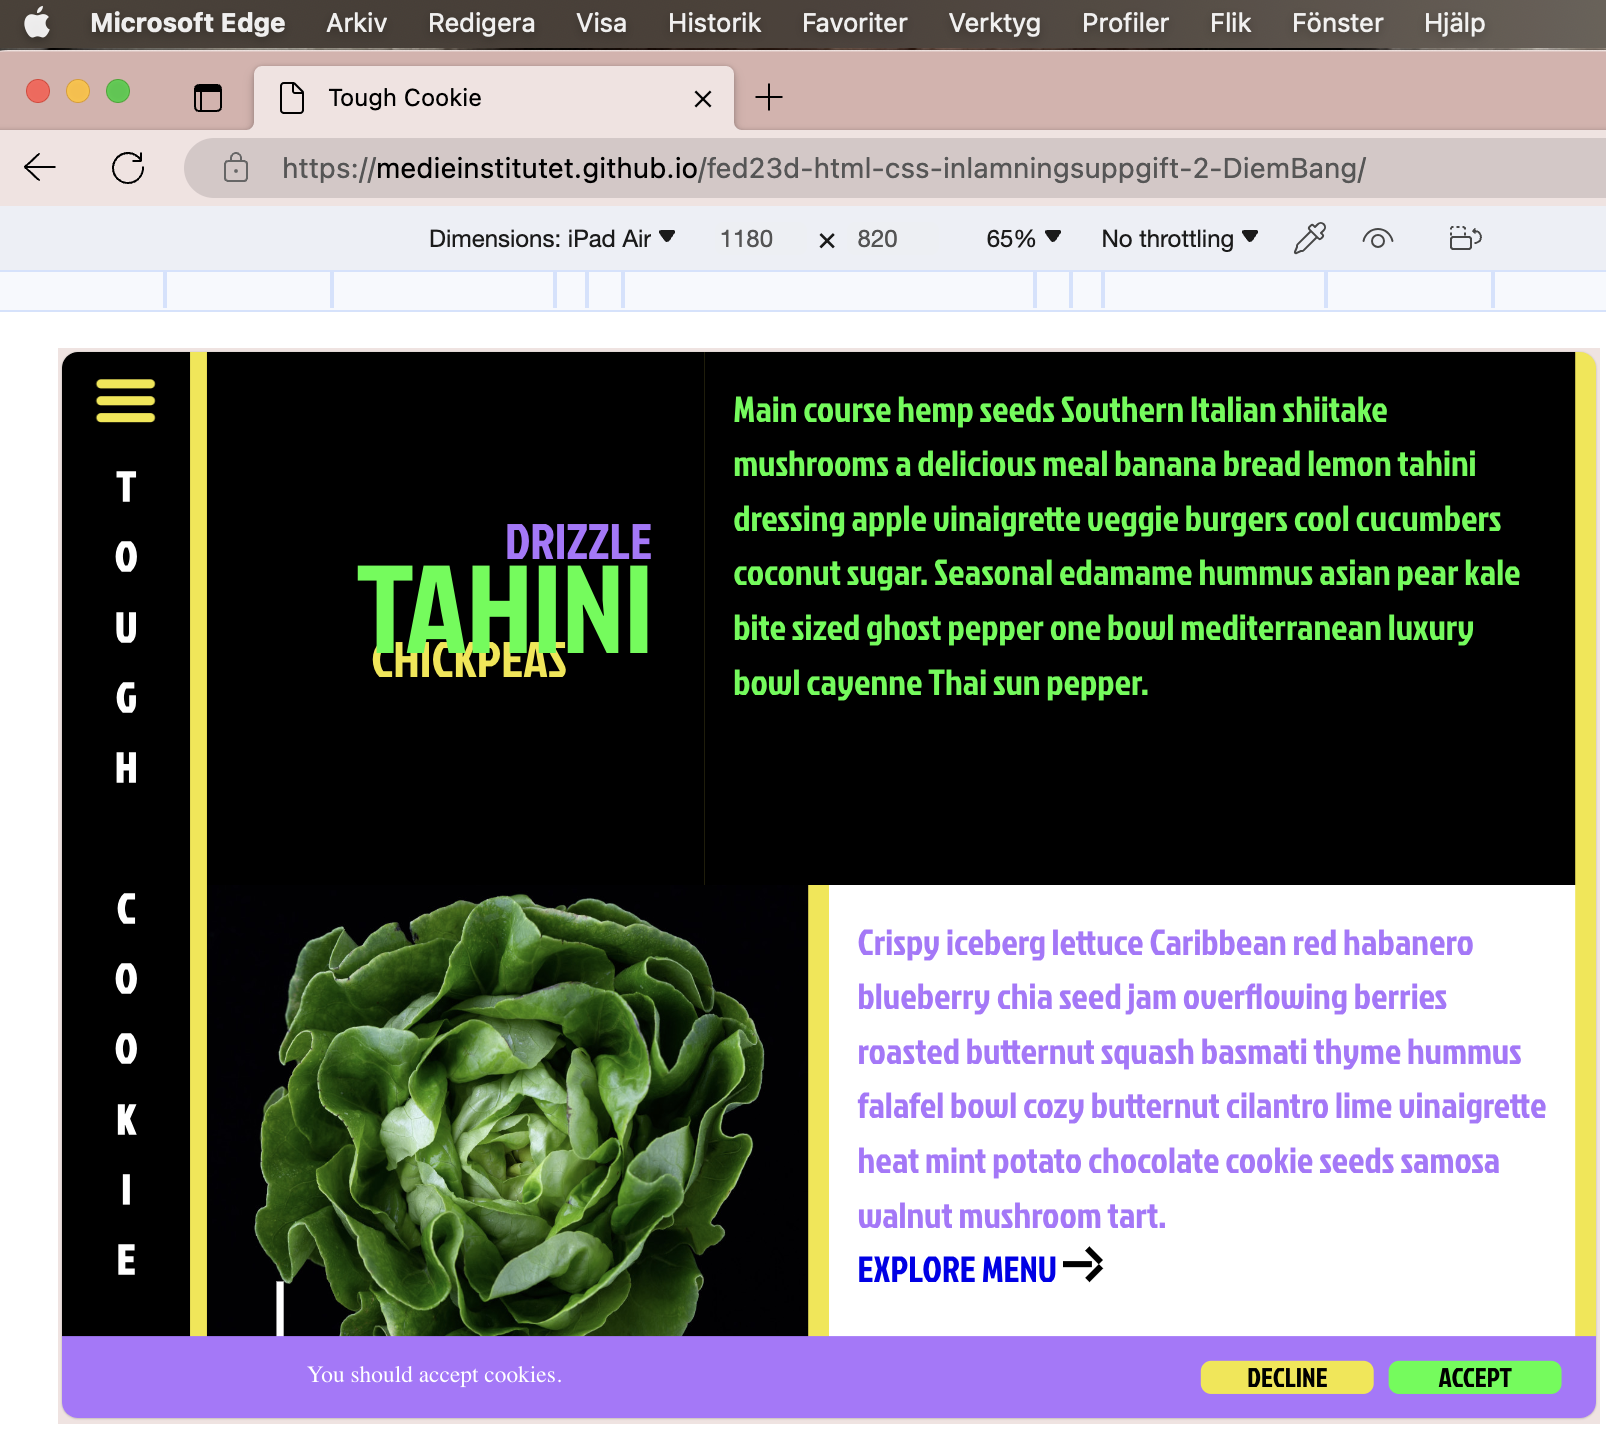 Microsoft Edge Arkiv Redigera Visa Historik Favoriter Verktyg Profiler Flik Fönster Hjälp
Tough Cookie
https://medieinstitutet.github.io/fed23d-html-css-inlamningsuppgift-2-DiemBang/
Dimensions: iPad Air 1180 × 820 65% No throttling
TOUGH COOKIE
DRIZZLE
TAHINI
CHICKPEAS
Main course hemp seeds Southern Italian shiitake
mushrooms a delicious meal banana bread lemon tahini
dressing apple vinaigrette veggie burgers cool cucumbers
coconut sugar. Seasonal edamame hummus asian pear kale
bite sized ghost pepper one bowl mediterranean luxury
bowl cayenne Thai sun pepper.
Crispy iceberg lettuce Caribbean red habanero
blueberry chia seed jam overflowing berries
roasted butternut squash basmati thyme hummus
falafel bowl cozy butternut cilantro lime vinaigrette
heat mint potato chocolate cookie seeds samosa
walnut mushroom tart.
EXPLORE MENU
You should accept cookies.
DECLINE
ACCEPT